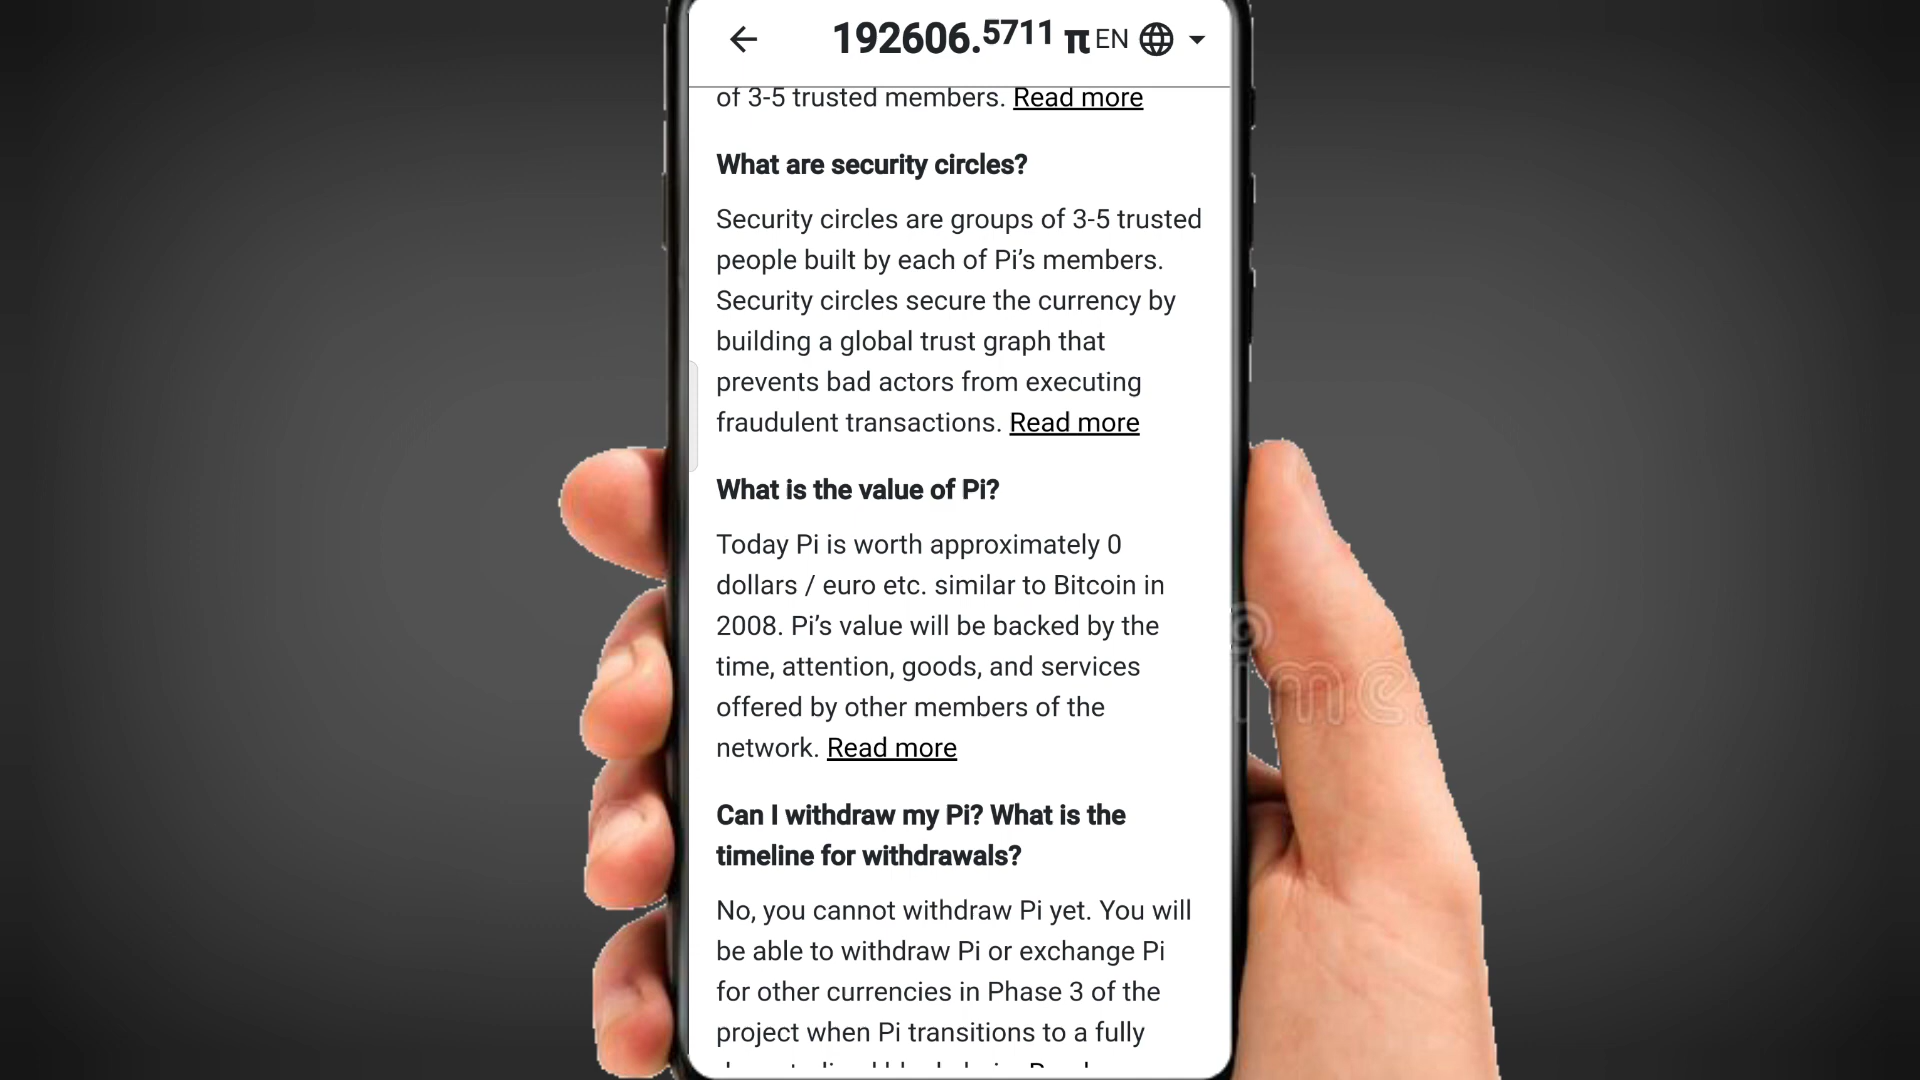 192606.5711 π EN
of 3-5 trusted members. Read more
What are security circles?
Security circles are groups of 3-5 trusted
people built by each of Pi’s members.
Security circles secure the currency by
building a global trust graph that
prevents bad actors from executing
fraudulent transactions. Read more
What is the value of Pi?
Today Pi is worth approximately 0
dollars / euro etc. similar to Bitcoin in
2008. Pi’s value will be backed by the
time, attention, goods, and services
offered by other members of the
network. Read more
Can I withdraw my Pi? What is the
timeline for withdrawals?
No, you cannot withdraw Pi yet. You will
be able to withdraw Pi or exchange Pi
for other currencies in Phase 3 of the
project when Pi transitions to a fully